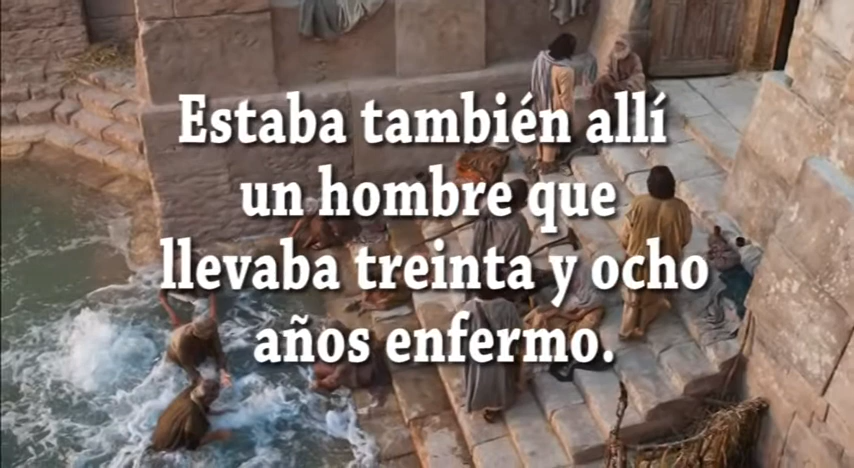 Estaba también allí
un hombre que
llevaba treinta y ocho
años enfermo.